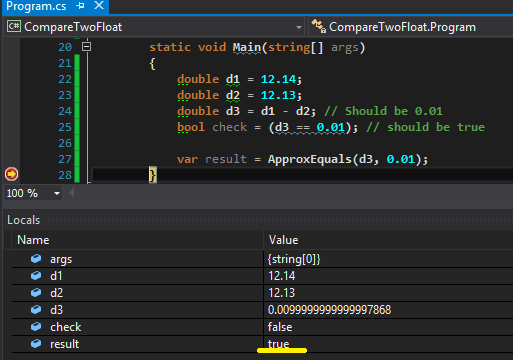 Program.cs
CompareTwoFloat CompareTwoFloat.Program
20 static void Main(string[] args)
21 {
22 double d1 = 12.14;
23 double d2 = 12.13;
24 double d3 = d1 - d2; // Should be 0.01
25 bool check = (d3 == 0.01); // should be true
26
27 var result = ApproxEquals(d3, 0.01);
28 }
100 %
Locals
Name Value
args {string[0]}
d1 12.14
d2 12.13
d3 0.0099999999999997868
check false
result true